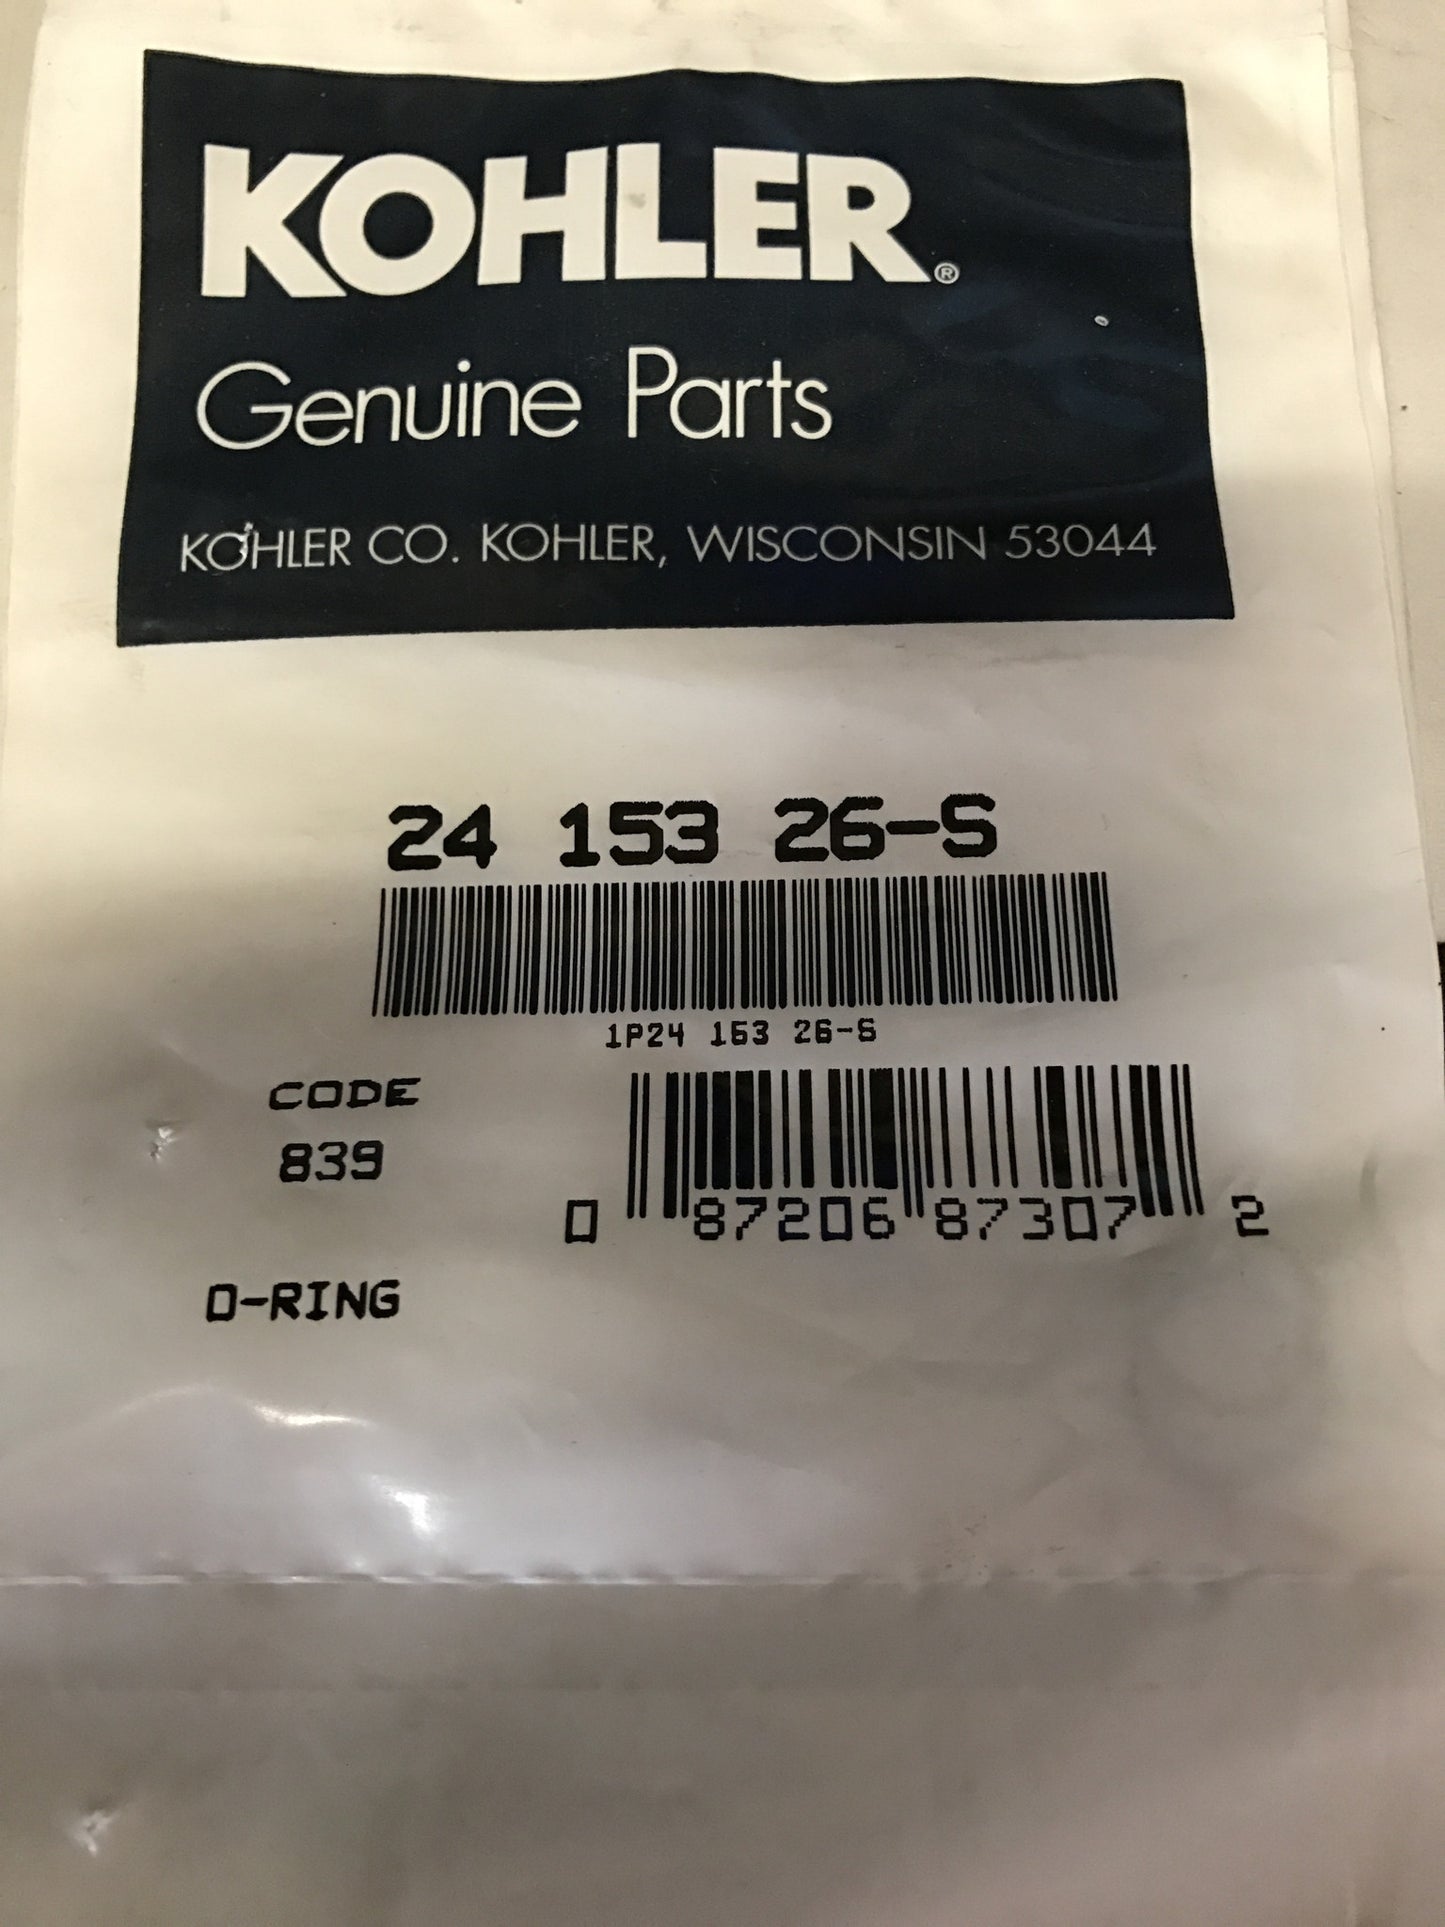 KOHLER®
Genuine Parts
KOHLER CO. KOHLER, WISCONSIN 53044
24 153 26-S
1P24 153 26-S
CODE
839
0 87206 87307 2
O-RING